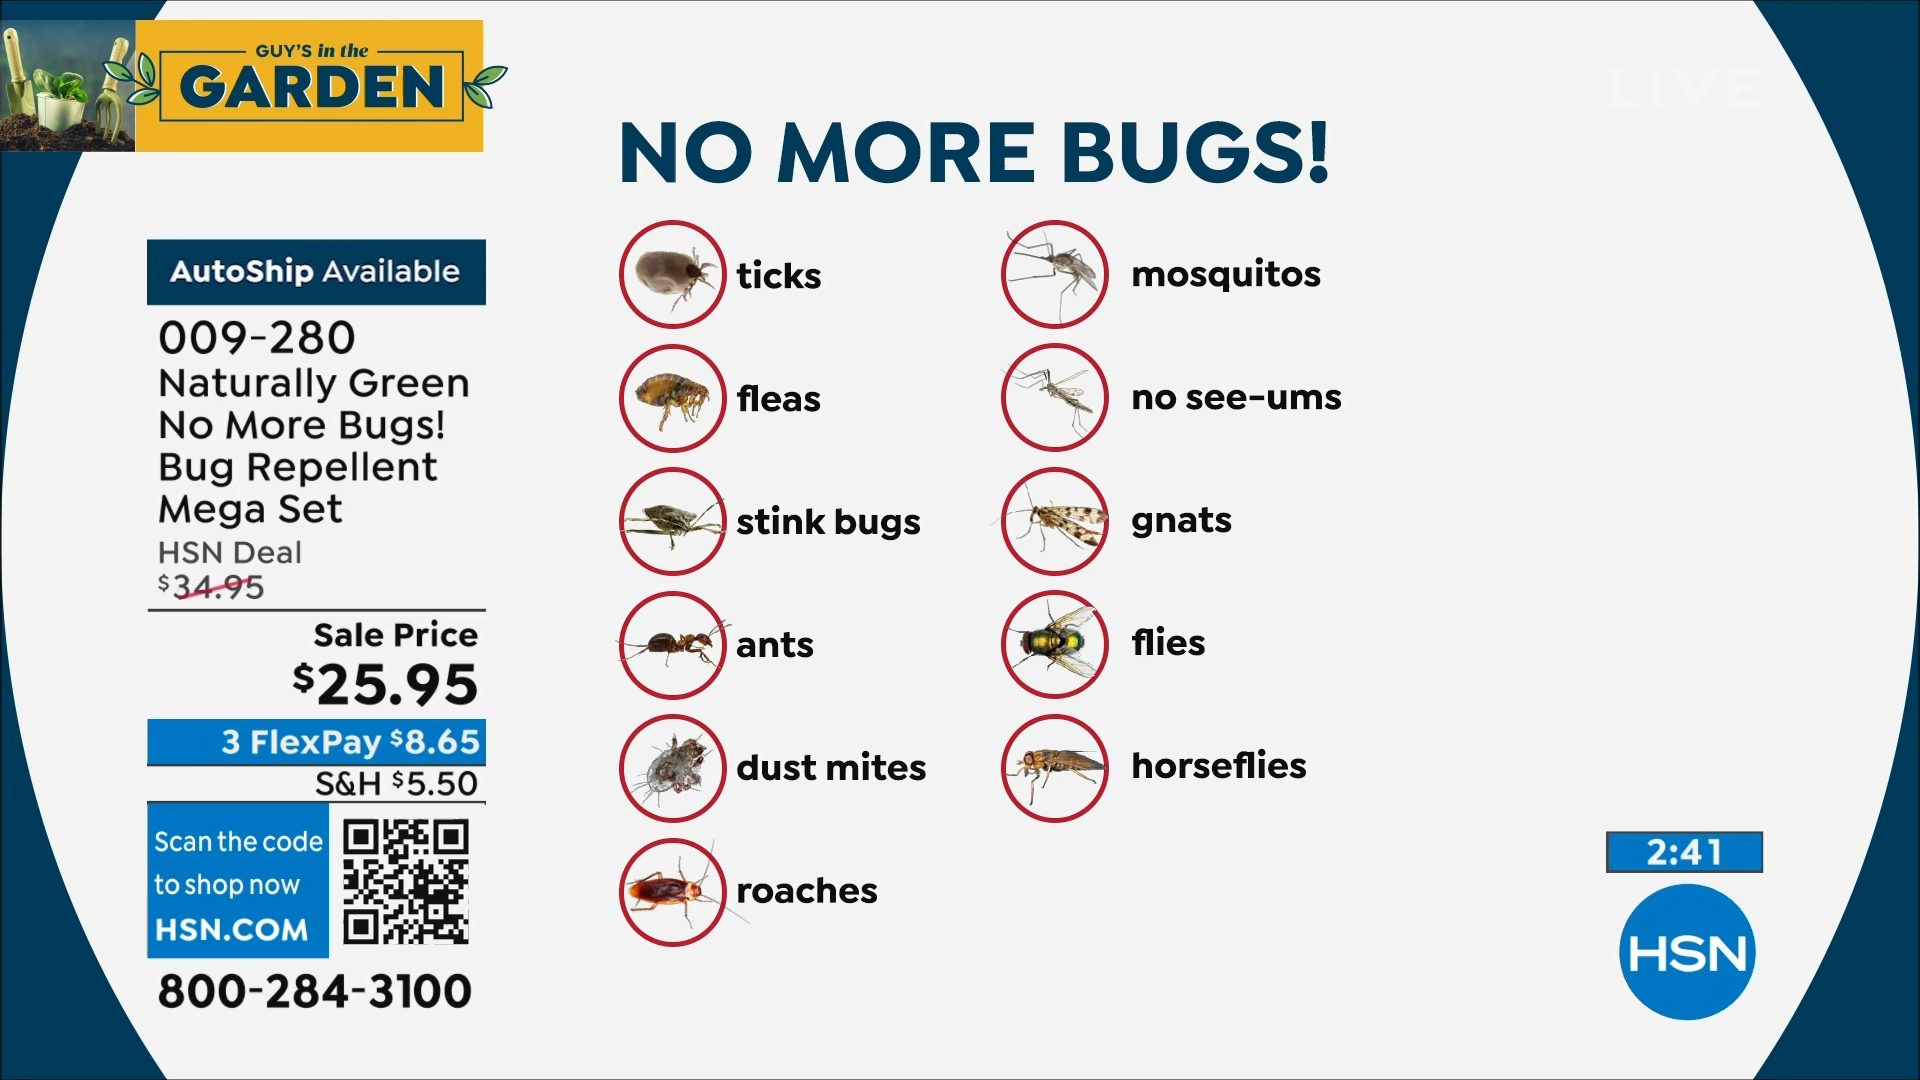 GUY'S in the
GARDEN
LIVE
NO MORE BUGS!
AutoShip Available
009-280
Naturally Green
No More Bugs!
Bug Repellent
Mega Set
HSN Deal
$34.95
Sale Price
$25.95
3 FlexPay $8.65
S&H $5.50
Scan the code
to shop now
HSN.COM
800-284-3100
ticks
fleas
stink bugs
ants
dust mites
roaches
mosquitos
no see-ums
gnats
flies
horseflies
2:41
HSN